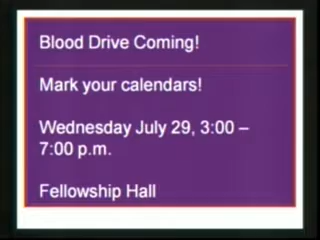 Blood Drive Coming!
Mark your calendars!
Wednesday July 29, 3:00 –
7:00 p.m.
Fellowship Hall